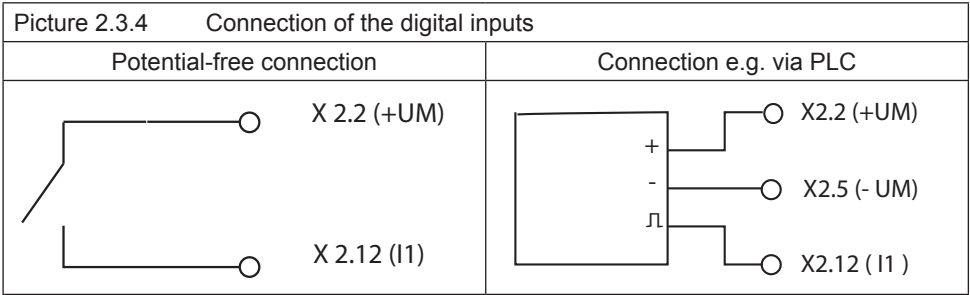 Picture 2.3.4 Connection of the digital inputs
Potential-free connection
Connection e.g. via PLC
X 2.2 (+UM)
X 2.12 (I1)
X2.2 (+UM)
+
X2.5 (- UM)
-
⎍
X2.12 ( I1 )